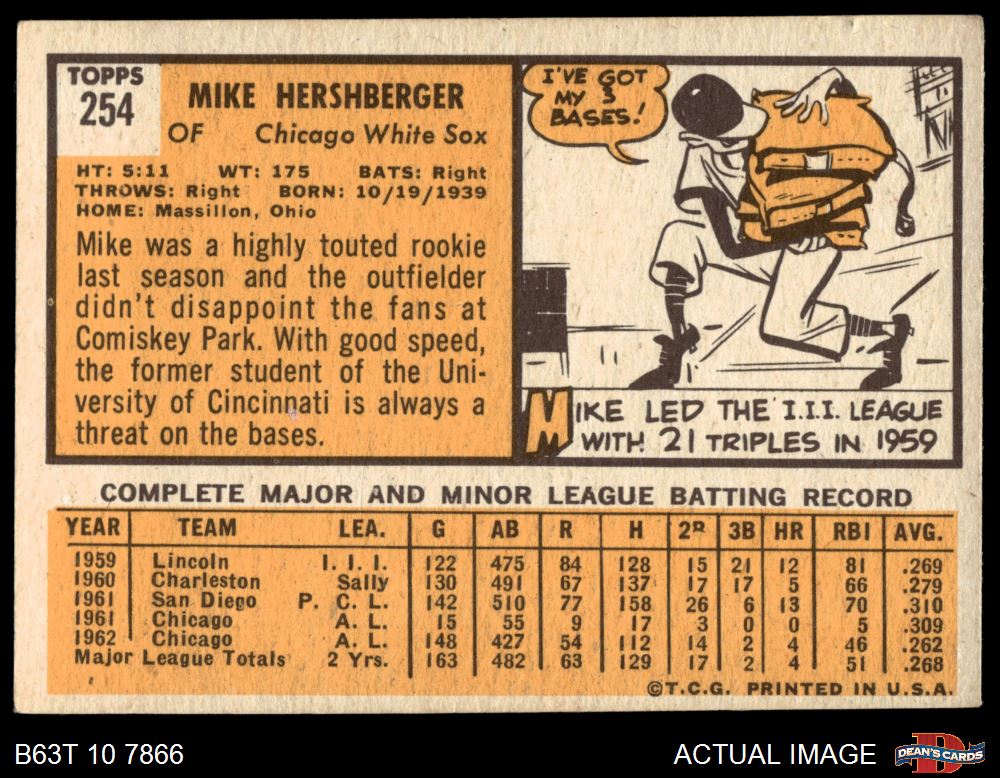 TOPPS
254
MIKE HERSHBERGER
OF Chicago White Sox
HT: 5:11 WT: 175 BATS: Right
THROWS: Right BORN: 10/19/1939
HOME: Massillon, Ohio
Mike was a highly touted rookie
last season and the outfielder
didn't disappoint the fans at
Comiskey Park. With good speed,
the former student of the Uni-
versity of Cincinnati is always a
threat on the bases.
I'VE GOT
MY 3
BASES!
MIKE LED THE I.I.I. LEAGUE
WITH 21 TRIPLES IN 1959
COMPLETE MAJOR AND MINOR LEAGUE BATTING RECORD
YEAR TEAM LEA. G AB R H 2B 3B HR RBI AVG.
1959 Lincoln I. I. I. 122 475 84 128 15 21 12 81 .269
1960 Charleston Sally 130 491 67 137 17 17 5 66 .279
1961 San Diego P. C. L. 142 510 77 158 26 6 13 70 .310
1961 Chicago A. L. 15 55 9 17 3 0 0 5 .309
1962 Chicago A. L. 148 427 54 112 14 2 4 46 .262
Major League Totals 2 Yrs. 163 482 63 129 17 2 4 51 .268
©T.C.G. PRINTED IN U.S.A.
B63T 10 7866
ACTUAL IMAGE
DEAN'S CARDS